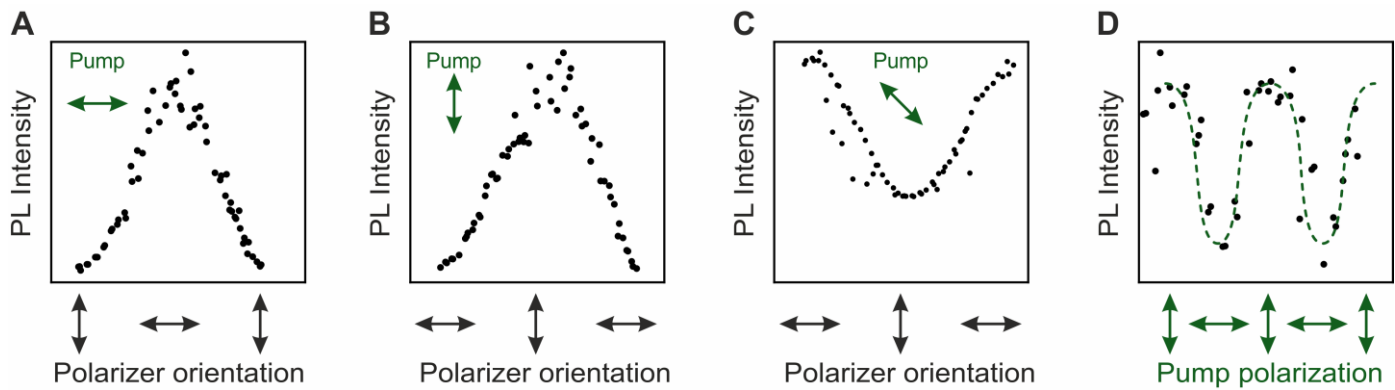 A
Pump
PL Intensity
Polarizer orientation
B
Pump
PL Intensity
Polarizer orientation
C
Pump
PL Intensity
Polarizer orientation
D
PL Intensity
Pump polarization